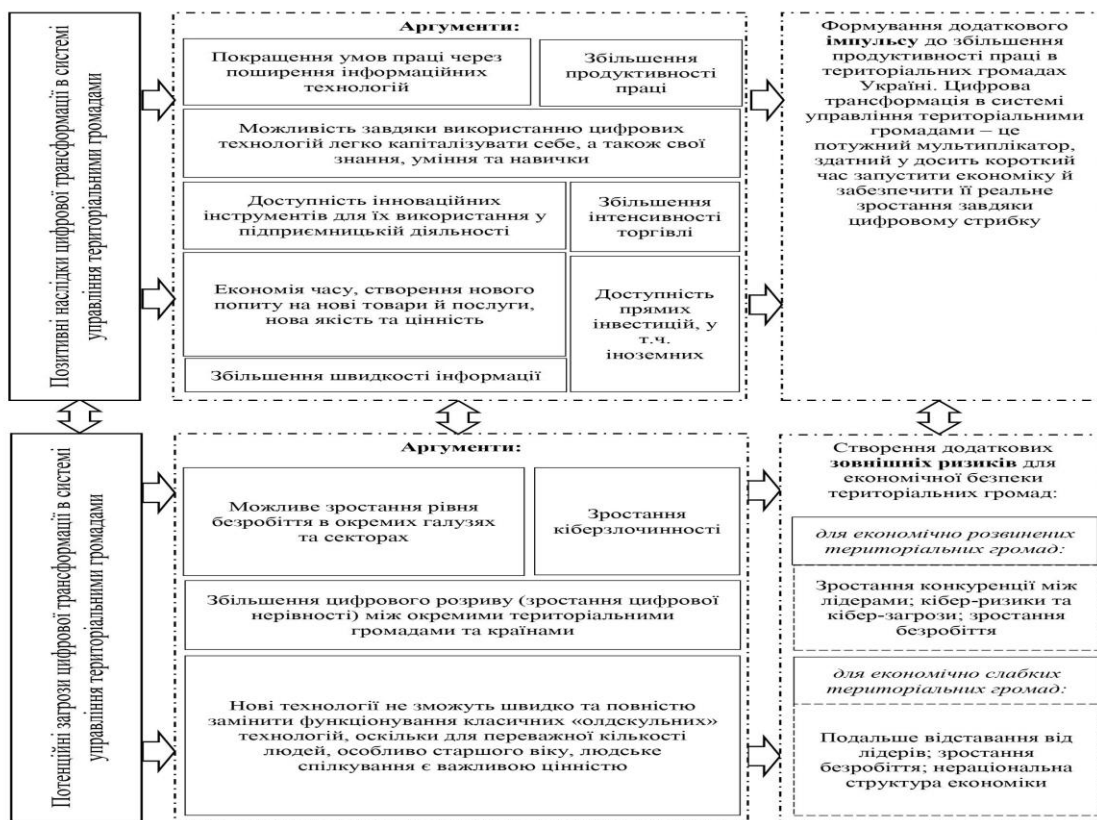 Позитивні наслідки цифрової трансформації в системі
управління територіальними громадами
Аргументи:
Покращення умов праці через
поширення інформаційних
технологій
Збільшення
продуктивності
праці
Можливість завдяки використанню цифрових
технологій легко капіталізувати себе, а також свої
знання, уміння та навички
Доступність інноваційних
інструментів для їх використання у
підприємницькій діяльності
Збільшення
інтенсивності
торгівлі
Економія часу, створення нового
попиту на нові товари й послуги,
нова якість та цінність
Доступність
прямих
інвестицій, у
т.ч.
іноземних
Збільшення швидкості інформації
Формування додаткового
імпульсу до збільшення
продуктивності праці в
територіальних громадах
Україні. Цифрова
трансформація в системі
управління територіальними
громадами – це
потужний мультиплікатор,
здатний у досить короткий
час запустити економіку й
забезпечити її реальне
зростання завдяки
цифровому стрибку
Потенційні загрози цифрової трансформації в системі
управління територіальними громадами
Аргументи:
Можливе зростання рівня
безробіття в окремих галузях
та секторах
Зростання
кіберзлочинності
Збільшення цифрового розриву (зростання цифрової
нерівності) між окремими територіальними
громадами та країнами
Нові технології не зможуть швидко та повністю
замінити функціонування класичних «олдскульних»
технологій, оскільки для переважної кількості
людей, особливо старшого віку, людське
спілкування є важливою цінністю
Створення додаткових
зовнішніх ризиків для
економічної безпеки
територіальних громад:
для економічно розвинених
територіальних громад:
Зростання конкуренції між
лідерами; кібер-ризики та
кібер-загрози; зростання
безробіття
для економічно слабких
територіальних громад:
Подальше відставання від
лідерів; зростання
безробіття; нераціональна
структура економіки